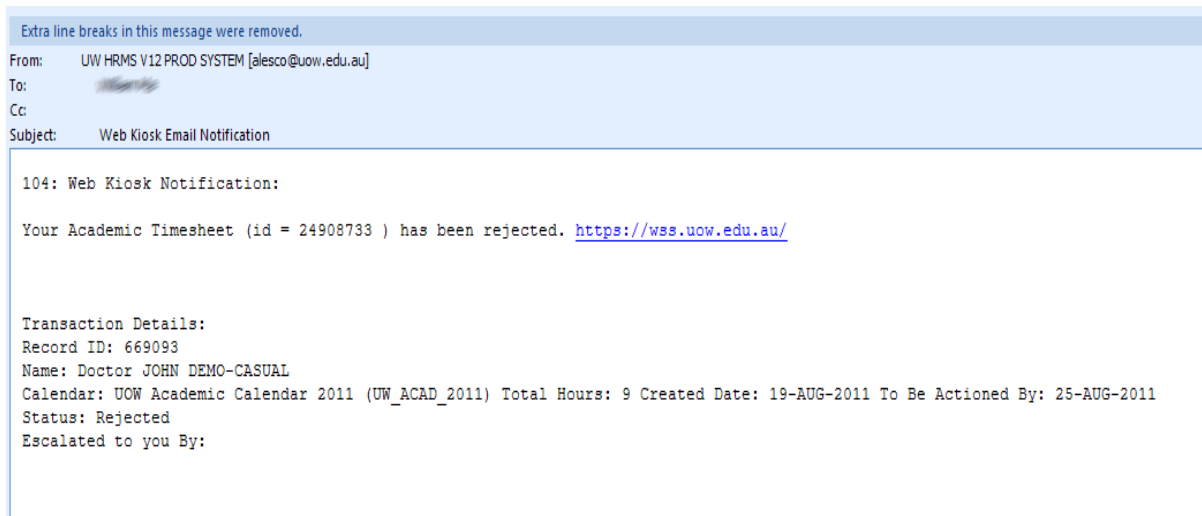 Extra line breaks in this message were removed.
From: UW HRMS V12 PROD SYSTEM [alesco@uow.edu.au]
To:
Cc:
Subject: Web Kiosk Email Notification
104: Web Kiosk Notification:
Your Academic Timesheet (id = 24908733 ) has been rejected. https://wss.uow.edu.au/
Transaction Details:
Record ID: 669093
Name: Doctor JOHN DEMO-CASUAL
Calendar: UOW Academic Calendar 2011 (UW_ACAD_2011) Total Hours: 9 Created Date: 19-AUG-2011 To Be Actioned By: 25-AUG-2011
Status: Rejected
Escalated to you By: